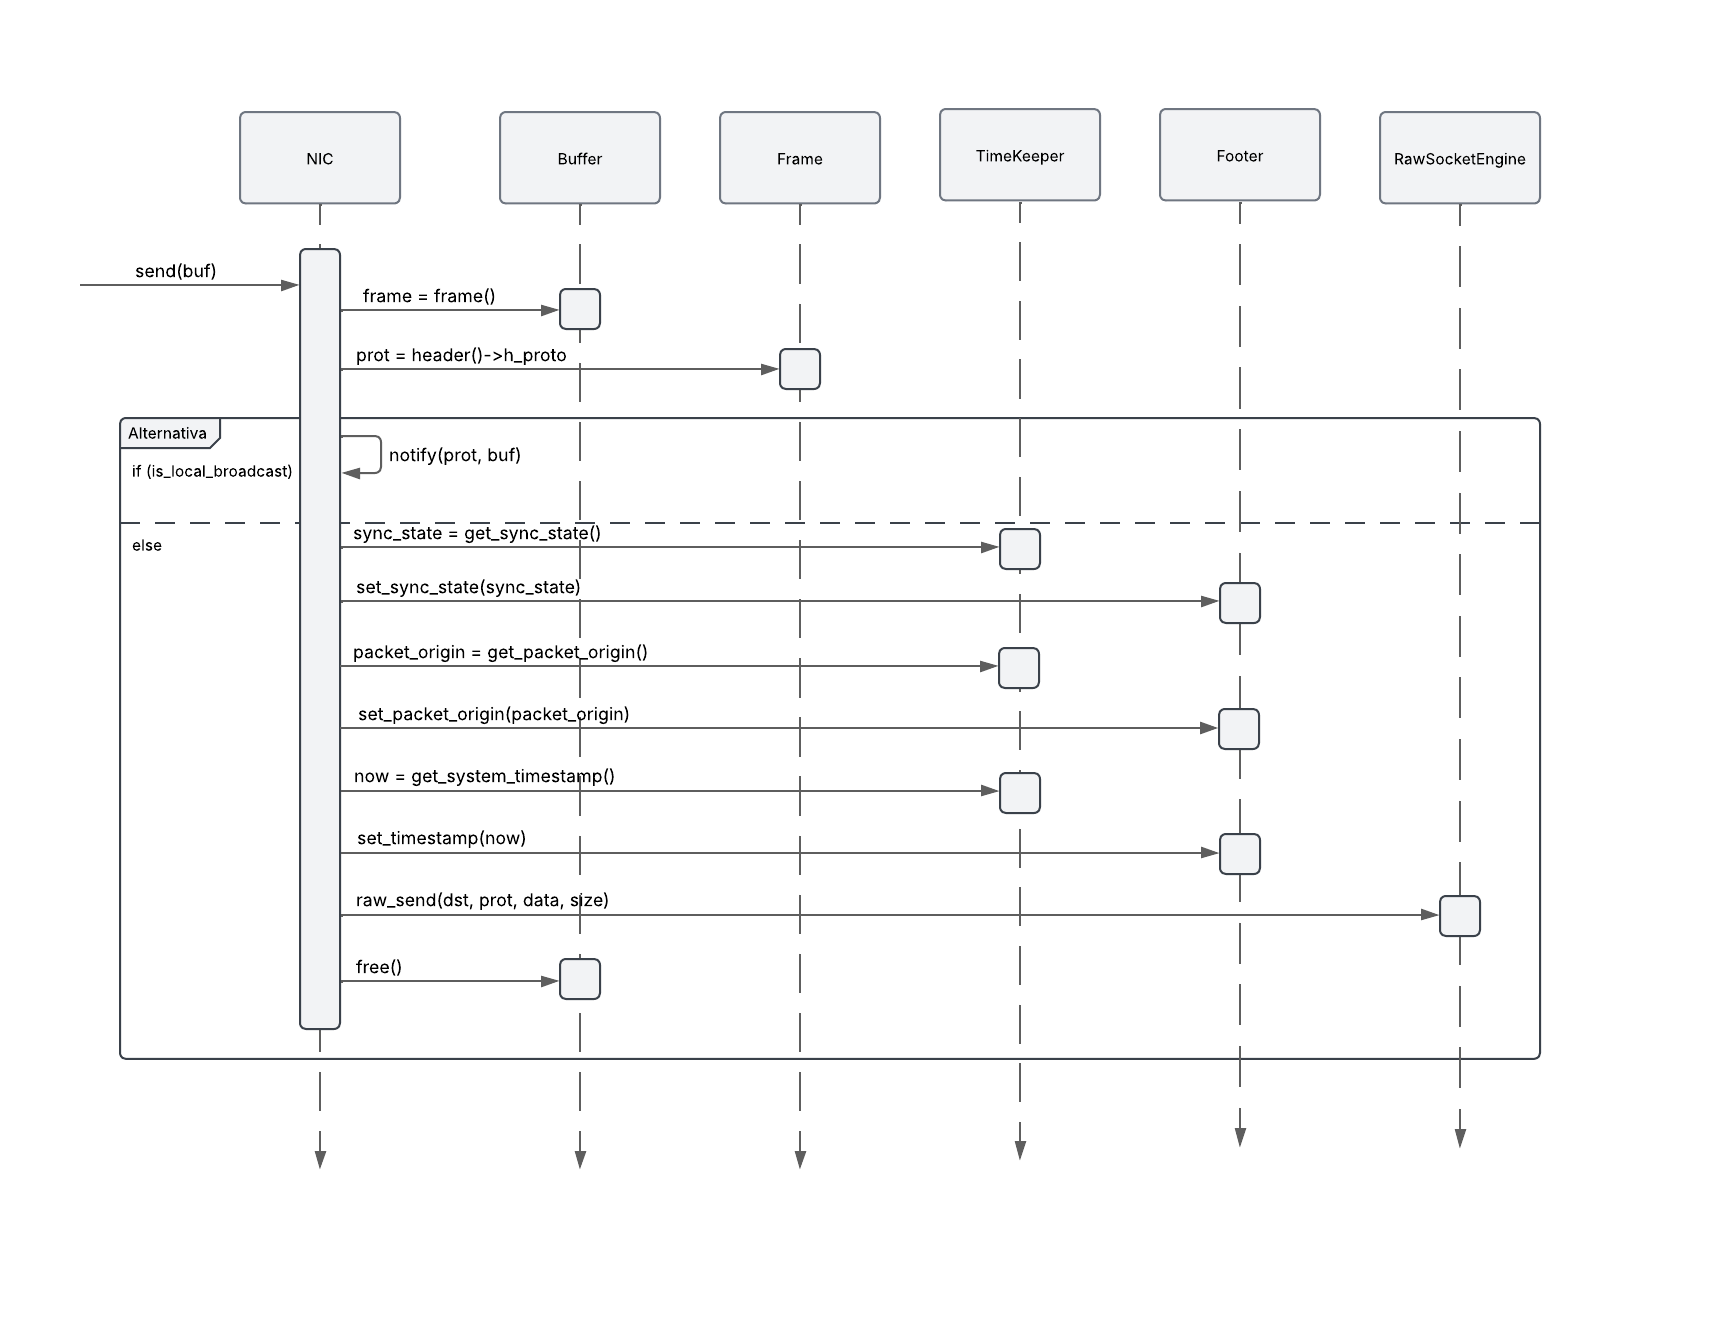 NIC
Buffer
Frame
TimeKeeper
Footer
RawSocketEngine
send(buf)
frame = frame()
prot = header()->h_proto
Alternativa
notify(prot, buf)
if (is_local_broadcast)
sync_state = get_sync_state()
else
set_sync_state(sync_state)
packet_origin = get_packet_origin()
set_packet_origin(packet_origin)
now = get_system_timestamp()
set_timestamp(now)
raw_send(dst, prot, data, size)
free()